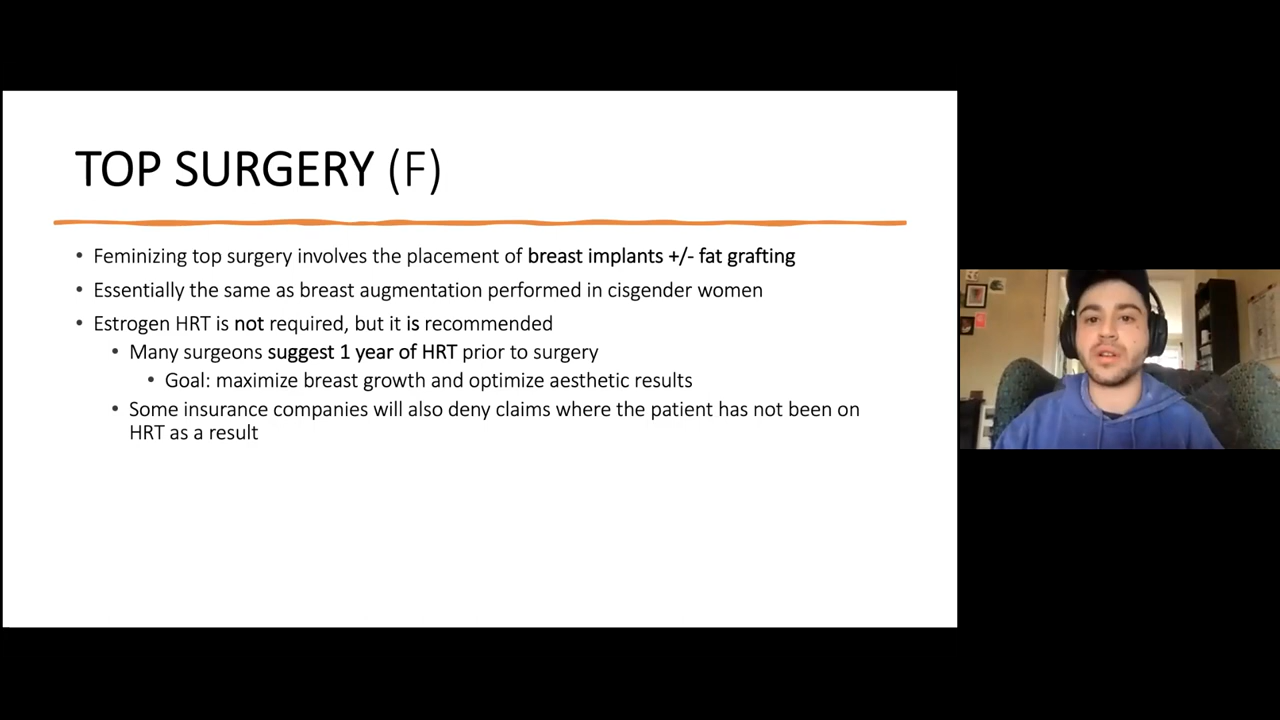 TOP SURGERY (F)
• Feminizing top surgery involves the placement of breast implants +/- fat grafting
• Essentially the same as breast augmentation performed in cisgender women
• Estrogen HRT is not required, but it is recommended
• Many surgeons suggest 1 year of HRT prior to surgery
• Goal: maximize breast growth and optimize aesthetic results
• Some insurance companies will also deny claims where the patient has not been on
HRT as a result